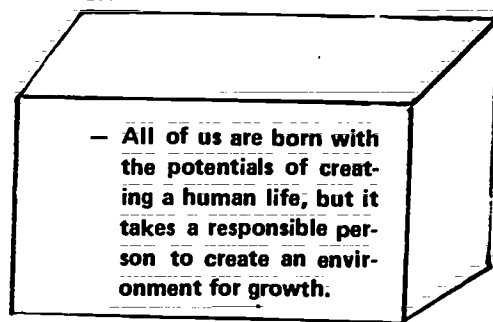 — All of us are born with
the potentials of creat-
ing a human life, but it
takes a responsible per-
son to create an envir-
onment for growth.